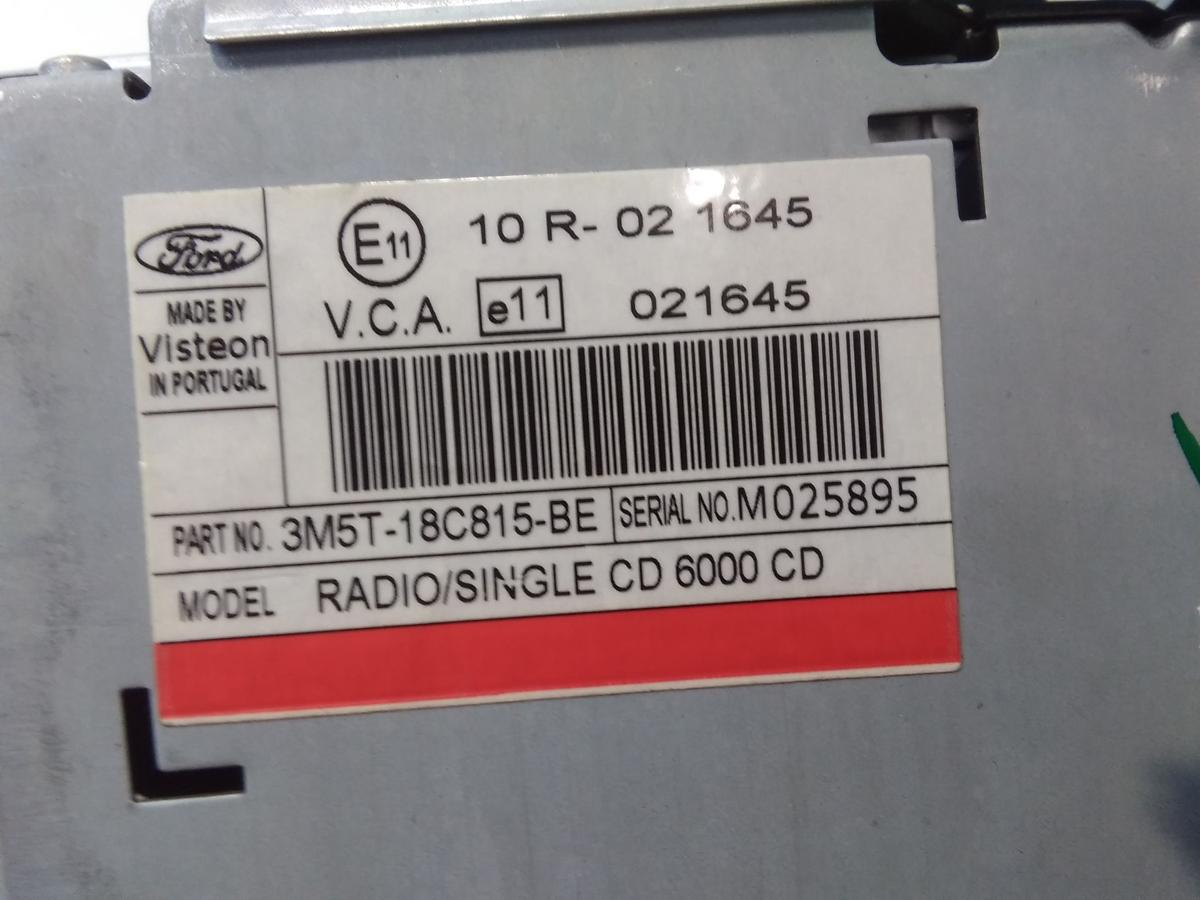 Ford
MADE BY
Visteon
IN PORTUGAL
E11 10 R- 02 1645
V.C.A. e11 021645
PART NO. 3M5T-18C815-BE SERIAL NO. M025895
MODEL RADIO/SINGLE CD 6000 CD